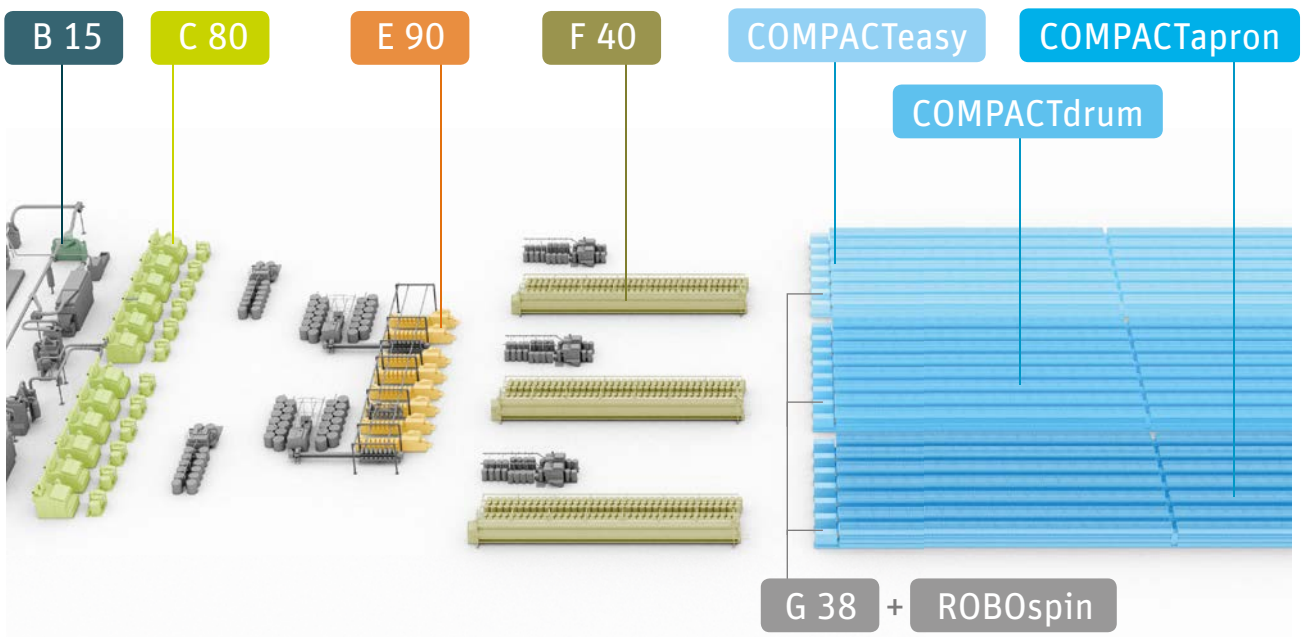 B 15
C 80
E 90
F 40
COMPACTeasy
COMPACTapron
COMPACTdrum
G 38 + ROBOspin